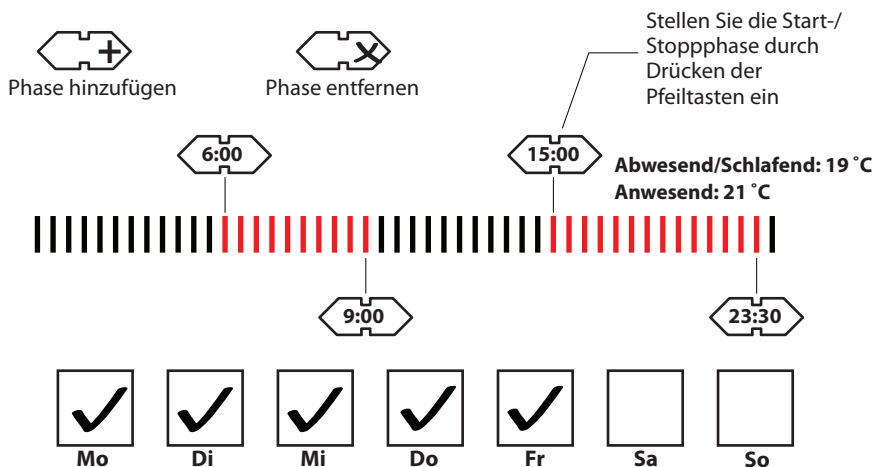 Phase hinzufügen
Phase entfernen
Stellen Sie die Start-/
Stoppphase durch
Drücken der
Pfeiltasten ein
6:00
15:00
Abwesend/Schlafend: 19 ˚C
Anwesend: 21 ˚C
9:00
23:30
Mo
Di
Mi
Do
Fr
Sa
So